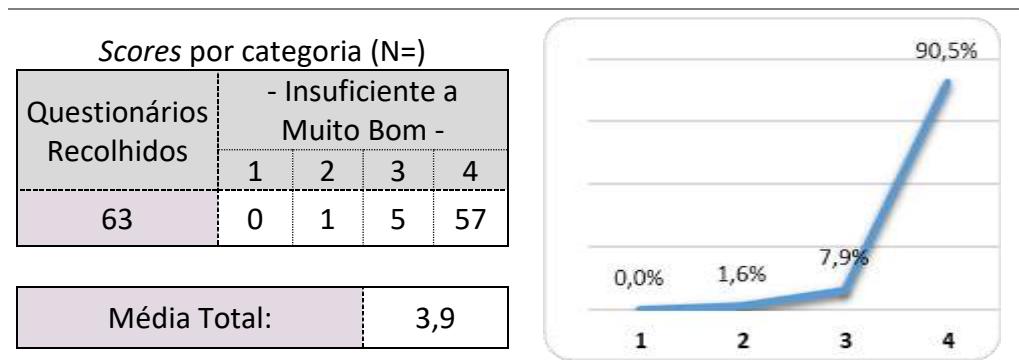 Scores por categoria (N=)
Questionários
Recolhidos
- Insuficiente a
Muito Bom -
1 2 3 4
63 0 1 5 57
Média Total: 3,9
90,5%
7,9%
1,6%
0,0%
1 2 3 4